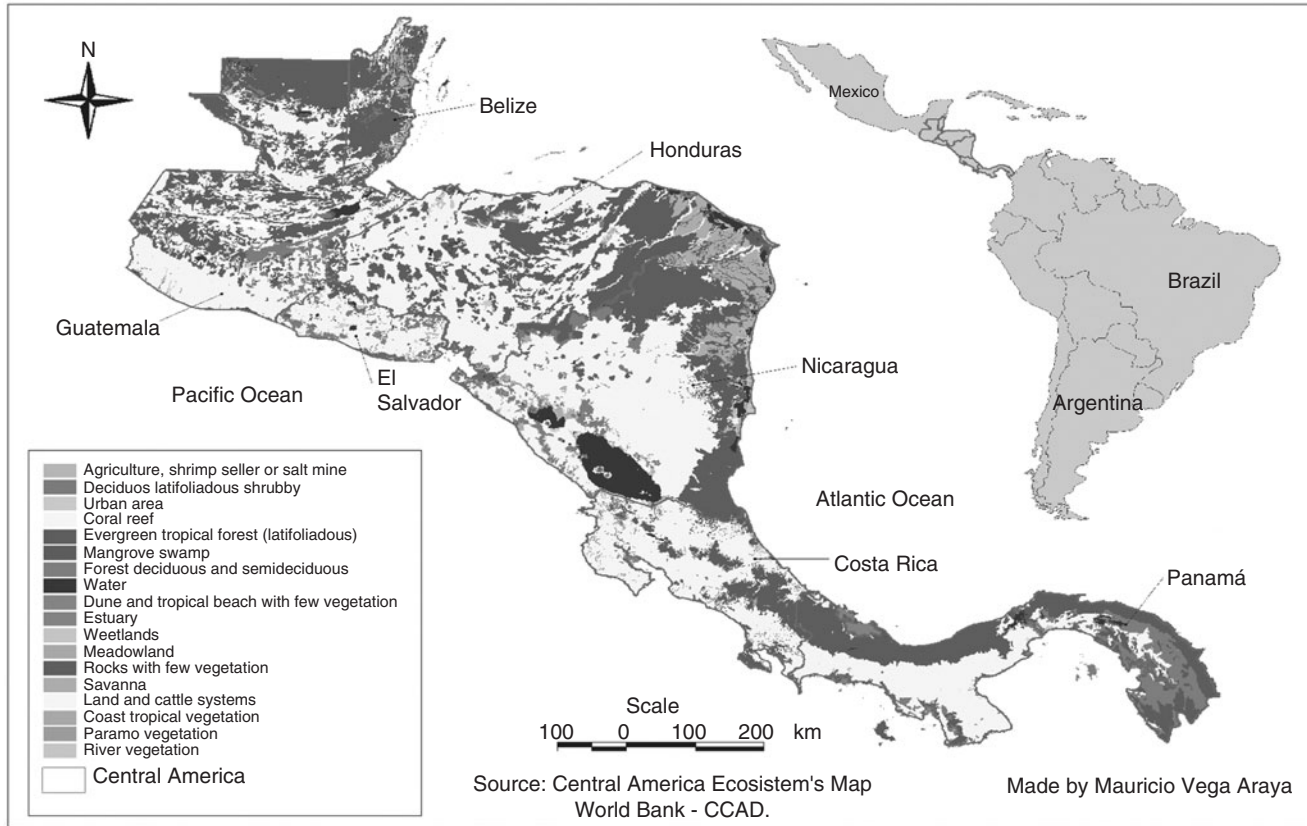 N
Belize
Honduras
Guatemala
Pacific Ocean
El
Salvador
Nicaragua
Atlantic Ocean
Costa Rica
Panamá
Mexico
Brazil
Argentina
Agriculture, shrimp seller or salt mine
Deciduos latifoliadous shrubby
Urban area
Coral reef
Evergreen tropical forest (latifoliadous)
Mangrove swamp
Forest deciduous and semideciduous
Water
Dune and tropical beach with few vegetation
Estuary
Weetlands
Meadowland
Rocks with few vegetation
Savanna
Land and cattle systems
Coast tropical vegetation
Paramo vegetation
River vegetation
Central America
Scale
100 0 100 200 km
Source: Central America Ecosistem's Map
World Bank - CCAD.
Made by Mauricio Vega Araya